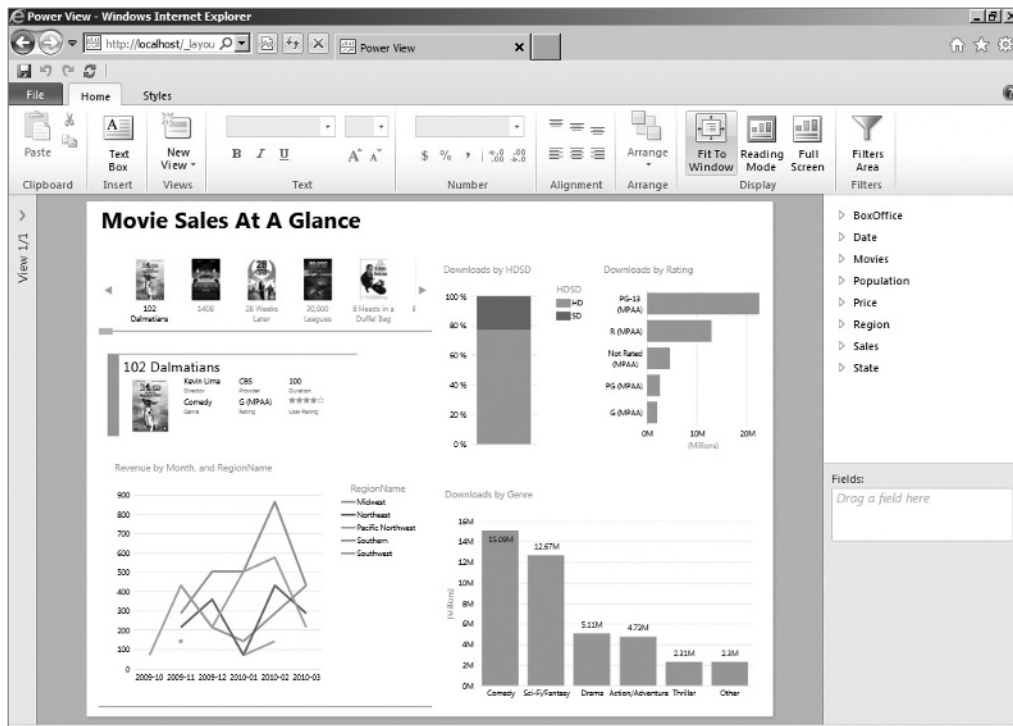 Power View - Windows Internet Explorer
http://localhost/_layou
Power View
File
Home
Styles
Paste
Text Box
New View
B I U
A A
$ % , .00 .00
Arrange
Fit To Window
Reading Mode
Full Screen
Filters Area
Clipboard
Insert
Views
Text
Number
Alignment
Arrange
Display
Filters
View 1/1
Movie Sales At A Glance
102 Dalmatians
1408
28 Weeks Later
30,000 Leagues
8 Heads in a Duffel Bag
102 Dalmatians
Kevin Lima
CBS
100
Director
Provider
Duration
Comedy
G (MPAA)
Genre
Rating
User Rating
Downloads by HDSD
HDSD
HD
SD
100 %
80 %
60 %
40 %
20 %
0 %
Downloads by Rating
PG-13 (MPAA)
R (MPAA)
Not Rated (MPAA)
PG (MPAA)
G (MPAA)
0M
10M
20M
(Millions)
Revenue by Month, and RegionName
900
800
700
600
500
400
300
200
100
0
2009-10 2009-11 2009-12 2010-01 2010-02 2010-03
RegionName
Midwest
Northeast
Pacific Northwest
Southern
Southwest
Downloads by Genre
(Millions)
16M
14M
12M
10M
8M
6M
4M
2M
0M
15.09M
12.67M
5.11M
4.73M
2.31M
2.3M
Comedy
Sci-Fi/Fantasy
Drama
Action/Adventure
Thriller
Other
BoxOffice
Date
Movies
Population
Price
Region
Sales
State
Fields:
Drag a field here